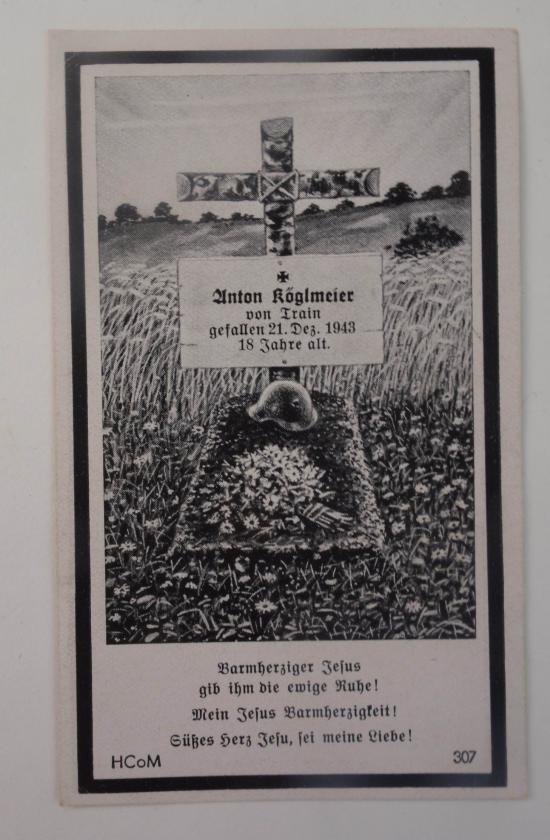 Anton Köglmeier
von Train
gefallen 21. Dez. 1943
18 Jahre alt.
Barmherziger Jesus
gib ihm die ewige Ruhe!
Mein Jesus Barmherzigkeit!
Süßes Herz Jesu, sei meine Liebe!
HCoM 307